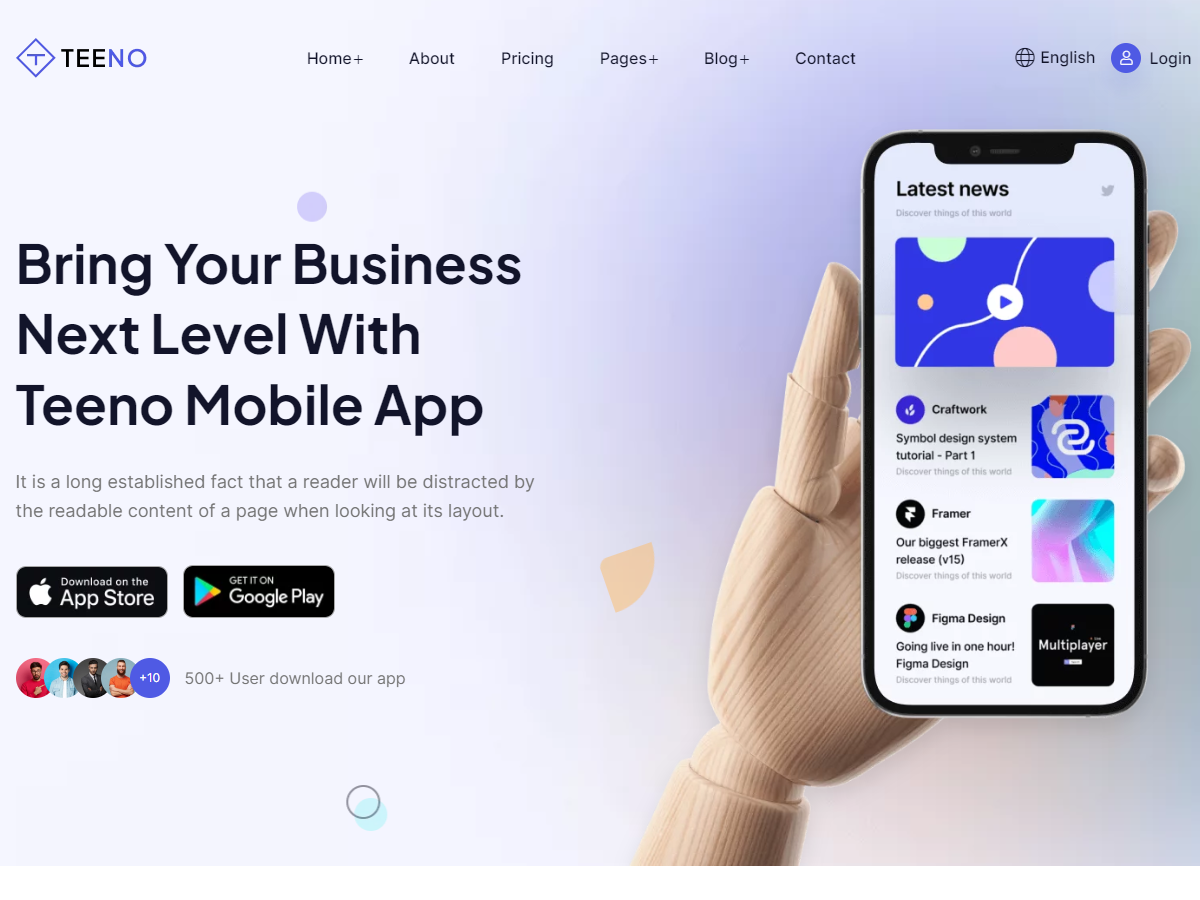 TEENO
Home+
About
Pricing
Pages+
Blog+
Contact
English
Login
Bring Your Business
Next Level With
Teeno Mobile App
It is a long established fact that a reader will be distracted by
the readable content of a page when looking at its layout.
Download on the
App Store
GET IT ON
Google Play
+10
500+ User download our app
Latest news
Discover things of this world
Craftwork
Symbol design system
tutorial - Part 1
Discover things of this world
Framer
Our biggest FramerX
release (v15)
Discover things of this world
Figma Design
Going live in one hour!
Figma Design
Discover things of this world
Multiplayer